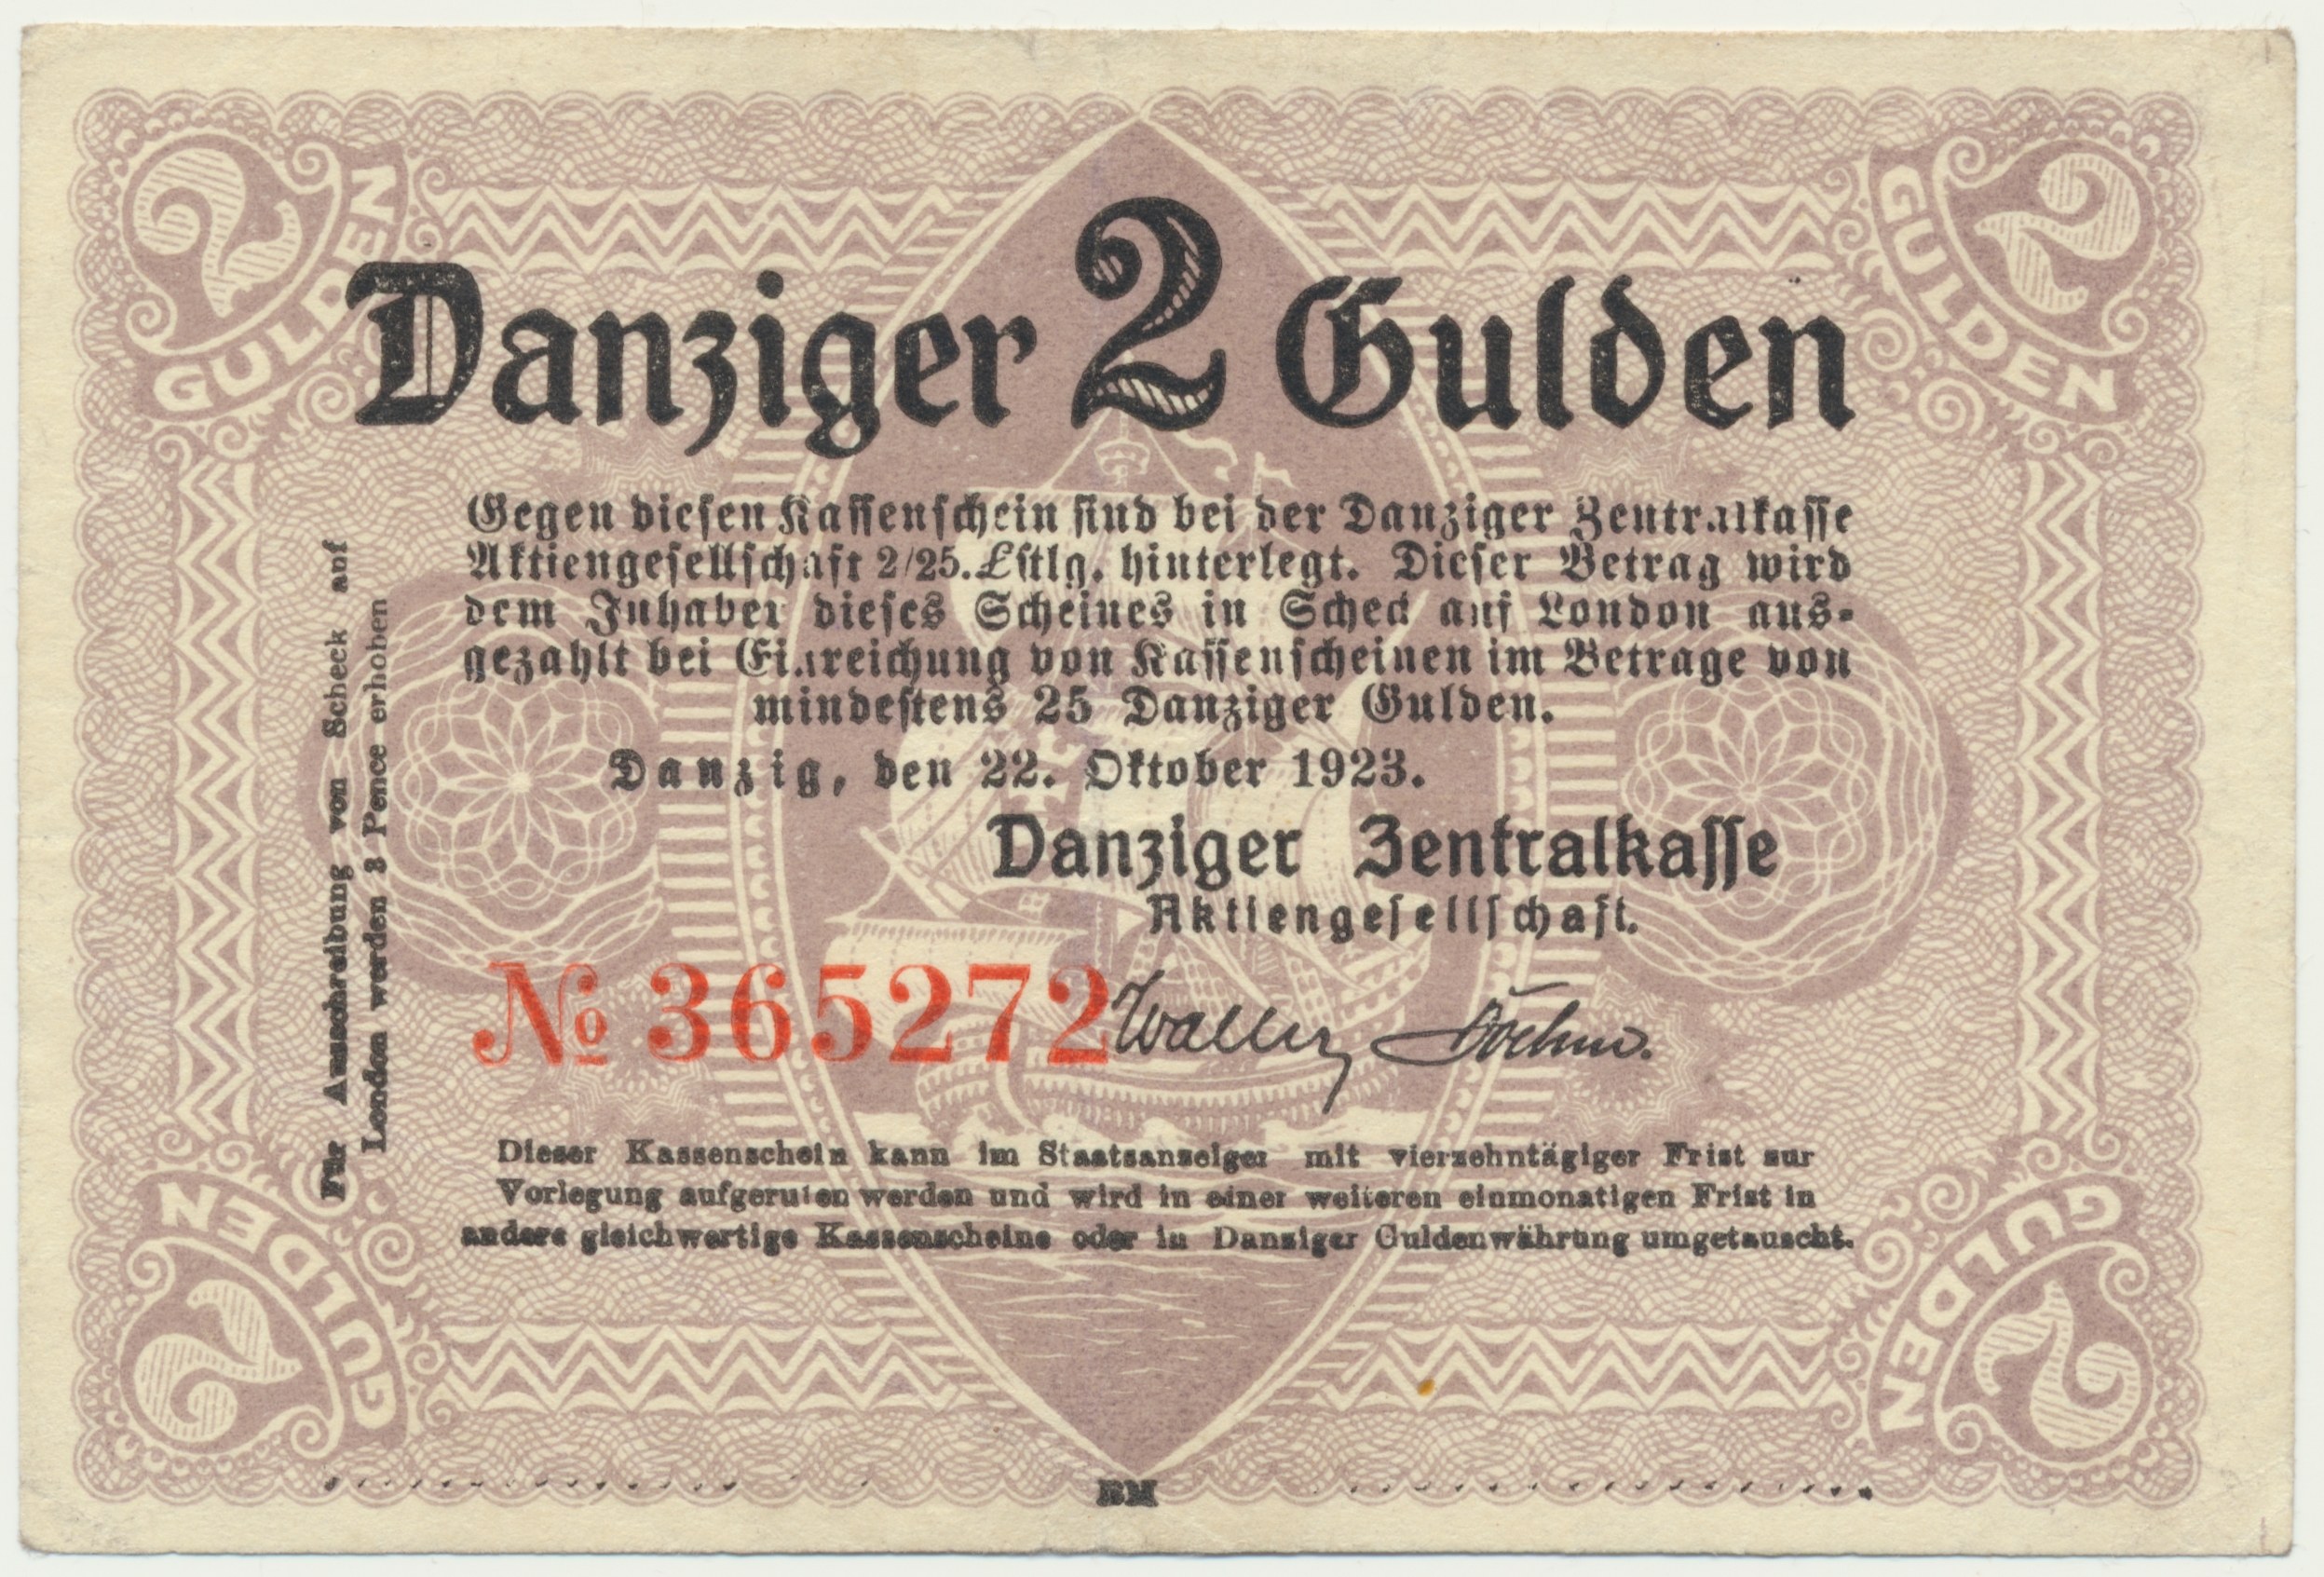 2 GULDEN
2 GULDEN
Danziger 2 Gulden
Gegen diesen Kassenschein sind bei der Danziger Zentralkasse
Aktiengesellschaft 2/25.Lstlg. hinterlegt. Dieser Betrag wird
dem Inhaber dieses Scheines in Scheck auf London aus-
gezahlt bei Einreichung von Kassenscheinen im Betrage von
mindestens 25 Danziger Gulden.
Danzig, den 22. Oktober 1923.
Danziger Zentralkasse
Aktiengesellschaft.
Für Ausschreibung von Scheck auf
London werden 3 Pence erhoben
№ 365272
Boehm.
Dieser Kassenschein kann im Staatsanzeiger mit vierzehntägiger Frist zur
Vorlegung aufgerufen werden und wird in einer weiteren einmonatigen Frist in
andere gleichwertige Kassenscheine oder in Danziger Guldenwährung umgetauscht.
2 GULDEN
2 GULDEN
BM